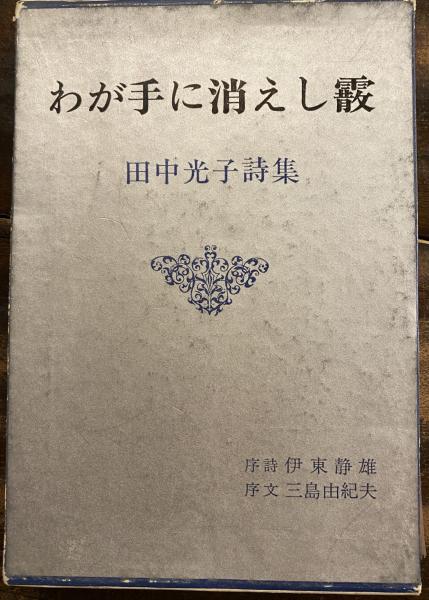 わが手に消えし霰
田中光子詩集
序詩 伊東静雄
序文 三島由紀夫